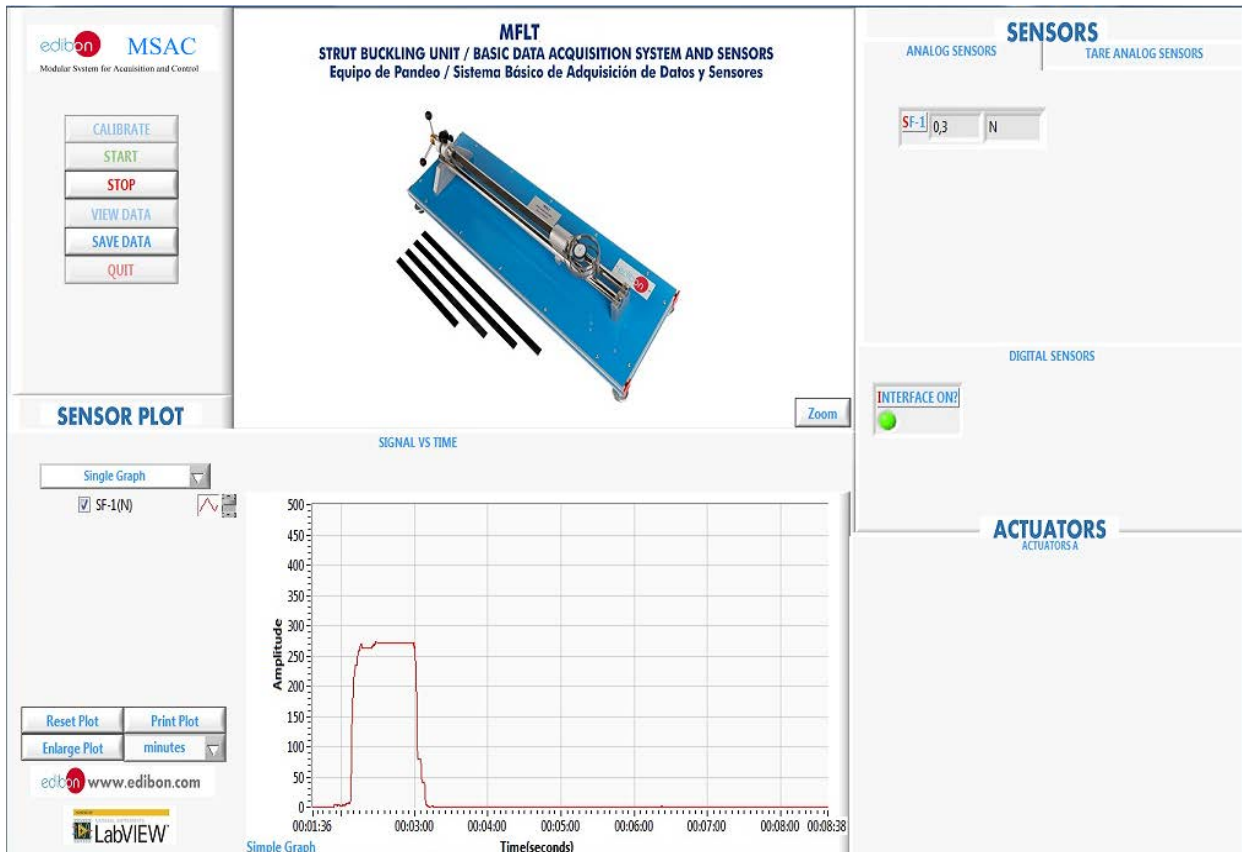 edibon MSAC
Modular System for Acquisition and Control
CALIBRATE
START
STOP
VIEW DATA
SAVE DATA
QUIT
MFLT
STRUT BUCKLING UNIT / BASIC DATA ACQUISITION SYSTEM AND SENSORS
Equipo de Pandeo / Sistema Básico de Adquisición de Datos y Sensores
edibon
Zoom
SENSORS
ANALOG SENSORS TARE ANALOG SENSORS
SF-1 0,3 N
DIGITAL SENSORS
INTERFACE ON?
ACTUATORS
ACTUATORS A
SENSOR PLOT
Single Graph
SF-1(N)
Reset Plot Print Plot
Enlarge Plot minutes
edibon www.edibon.com
LabVIEW
SIGNAL VS TIME
Amplitude
500
450
400
350
300
250
200
150
100
50
0
00:01:36 00:03:00 00:04:00 00:05:00 00:06:00 00:07:00 00:08:00 00:08:38
Simple Graph Time(seconds)